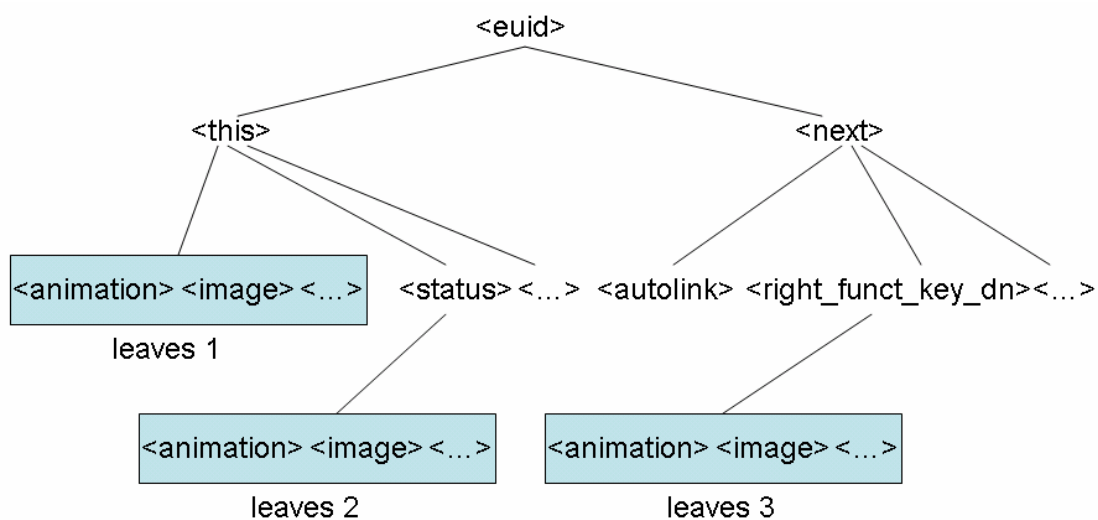 <euid>
<this> <next>
<animation> <image> <...> <status> <...> <autolink> <right_funct_key_dn><...>
leaves 1
<animation> <image> <...> <animation> <image> <...>
leaves 2 leaves 3